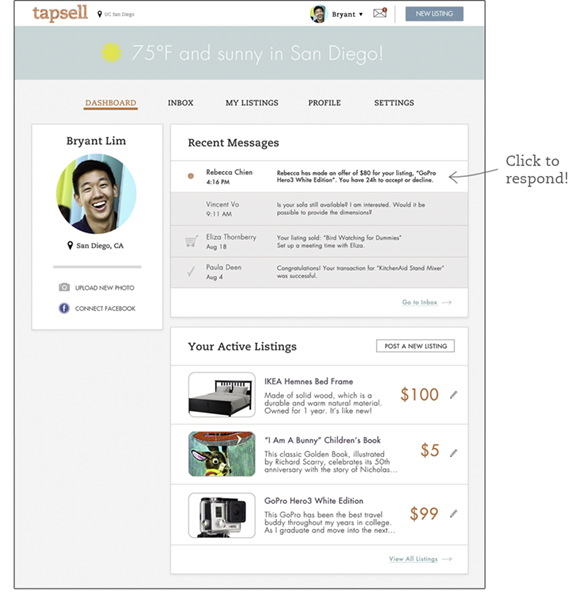 tapsell
UC San Diego
Bryant
NEW LISTING
75°F and sunny in San Diego!
DASHBOARD
INBOX
MY LISTINGS
PROFILE
SETTINGS
Bryant Lim
San Diego, CA
UPLOAD NEW PHOTO
CONNECT FACEBOOK
Recent Messages
Rebecca Chien
4:16 PM
Rebecca has made an offer of $80 for your listing, "GoPro
Hero3 White Edition". You have 24h to accept or decline.
Vincent Vo
9:11 AM
Is your sofa still available? I am interested. Would it be
possible to provide the dimensions?
Eliza Thornberry
Aug 18
Your listing sold: "Bird Watching for Dummies"
Set up a meeting time with Eliza.
Paula Deen
Aug 4
Congratulations! Your transaction for "KitchenAid Stand Mixer"
was successful.
Go to Inbox
Click to
respond!
Your Active Listings
POST A NEW LISTING
IKEA Hemnes Bed Frame
Made of solid wood, which is a
durable and warm natural material.
Owned for 1 year. It's like new!
$100
"I Am A Bunny" Children's Book
This classic Golden Book, illustrated
by Richard Scarry, celebrates its 50th
anniversary with the story of Nicholas...
$5
GoPro Hero3 White Edition
This GoPro has been the best travel
buddy throughout my years in college.
As I graduate and move into the next...
$99
View All Listings